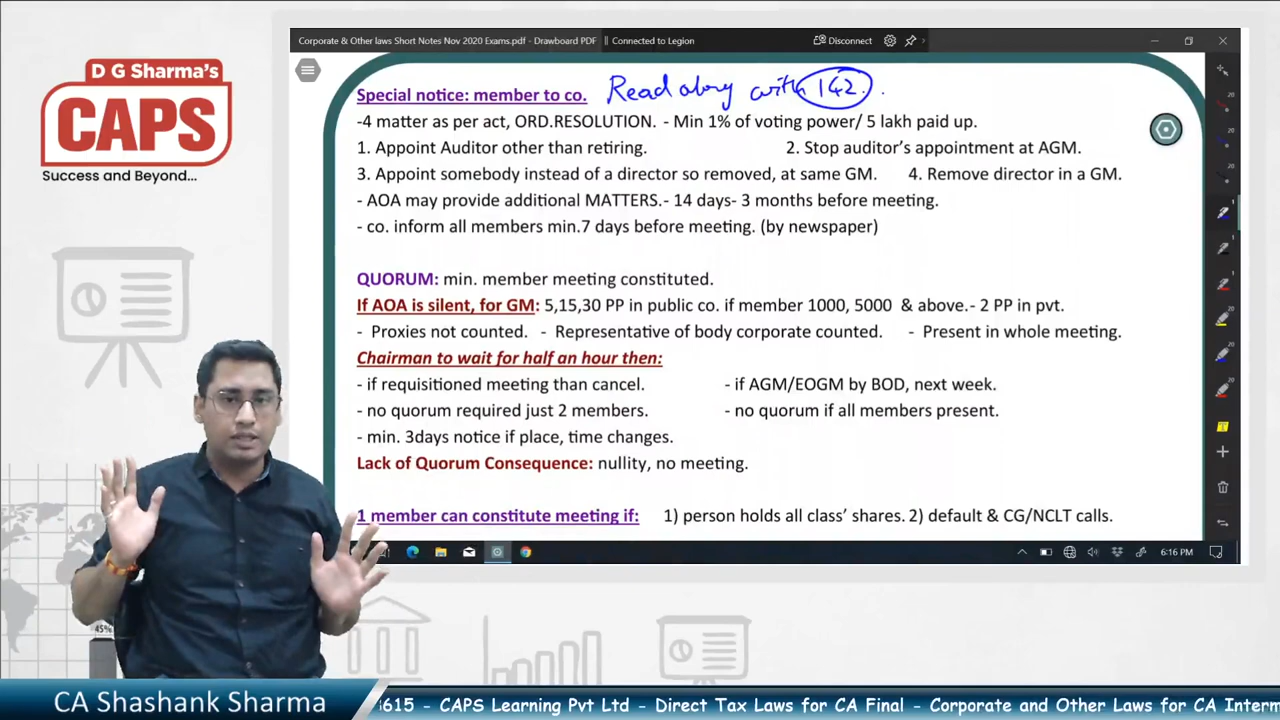 Corporate & Other laws Short Notes Nov 2020 Exams.pdf - Drawboard PDF || Connected to Legion Disconnect
D G Sharma's
CAPS
Success and Beyond...
Special notice: member to co. Read along with 142.
-4 matter as per act, ORD.RESOLUTION. - Min 1% of voting power/ 5 lakh paid up.
1. Appoint Auditor other than retiring. 2. Stop auditor's appointment at AGM.
3. Appoint somebody instead of a director so removed, at same GM. 4. Remove director in a GM.
- AOA may provide additional MATTERS.- 14 days- 3 months before meeting.
- co. inform all members min.7 days before meeting. (by newspaper)
QUORUM: min. member meeting constituted.
If AOA is silent, for GM: 5,15,30 PP in public co. if member 1000, 5000 & above.- 2 PP in pvt.
- Proxies not counted. - Representative of body corporate counted. - Present in whole meeting.
Chairman to wait for half an hour then:
- if requisitioned meeting than cancel. - if AGM/EOGM by BOD, next week.
- no quorum required just 2 members. - no quorum if all members present.
- min. 3days notice if place, time changes.
Lack of Quorum Consequence: nullity, no meeting.
1 member can constitute meeting if: 1) person holds all class' shares. 2) default & CG/NCLT calls.
6:16 PM
45%
CA Shashank Sharma
615 - CAPS Learning Pvt Ltd - Direct Tax Laws for CA Final - Corporate and Other Laws for CA Interm